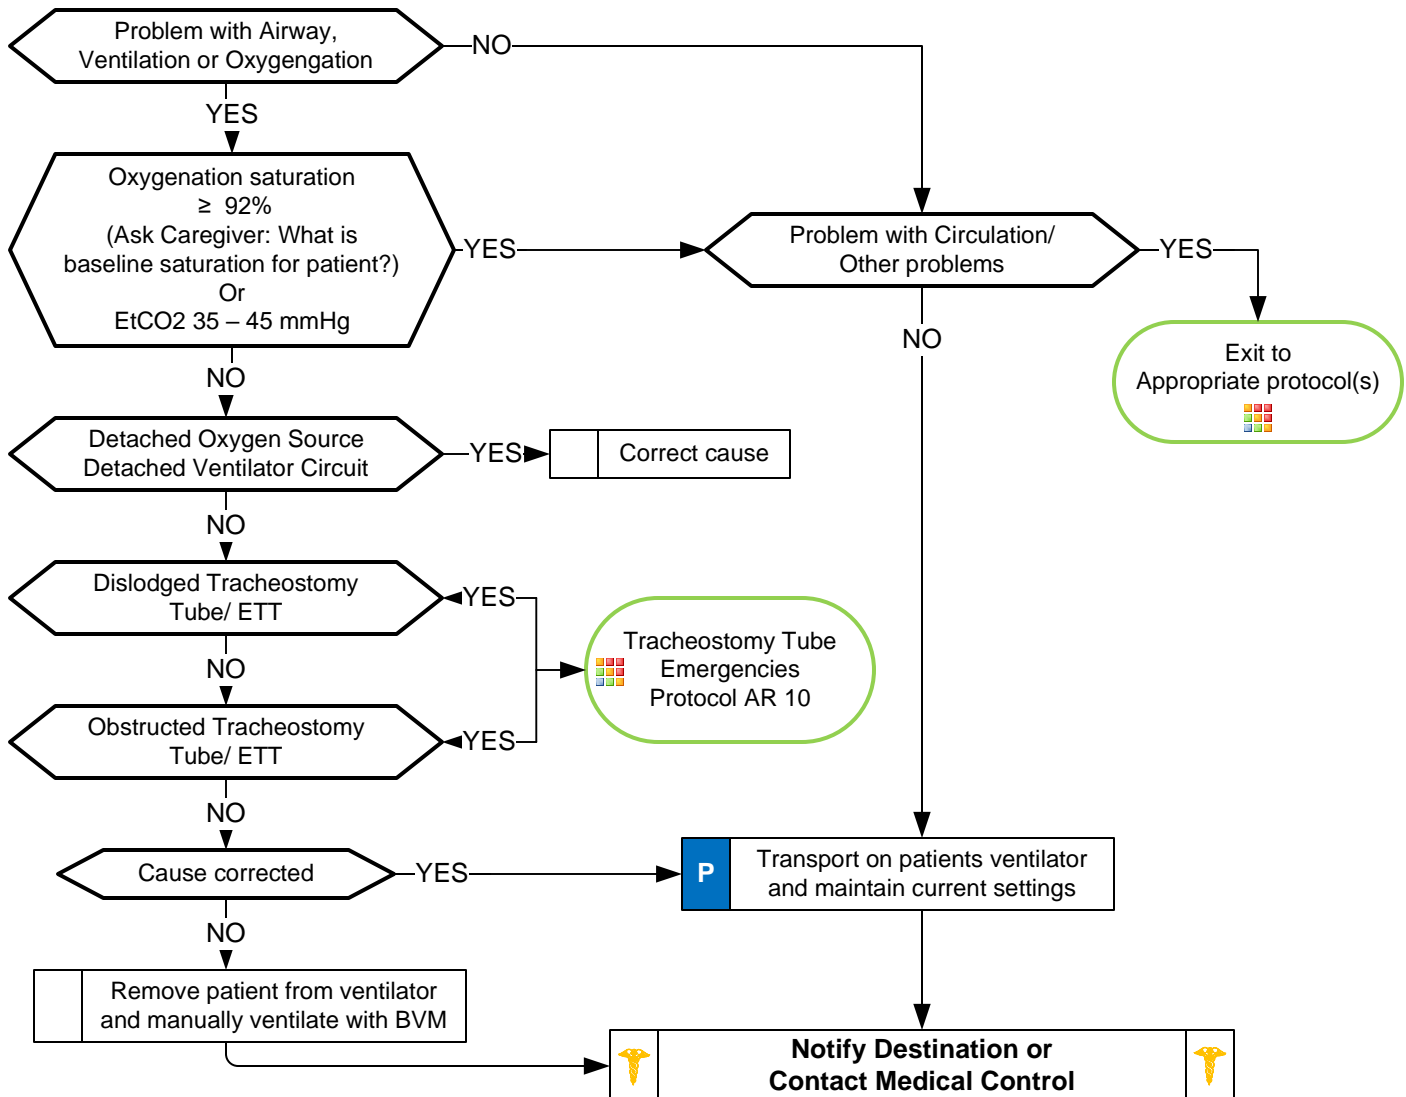 Problem with Airway,
Ventilation or Oxygengation
NO
YES
Oxygenation saturation
≥ 92%
(Ask Caregiver: What is
baseline saturation for patient?)
Or
EtCO2 35 – 45 mmHg
YES
Problem with Circulation/
Other problems
YES
NO
Exit to
Appropriate protocol(s)
NO
Detached Oxygen Source
Detached Ventilator Circuit
YES
Correct cause
NO
Dislodged Tracheostomy
Tube/ ETT
YES
NO
Tracheostomy Tube
Emergencies
Protocol AR 10
Obstructed Tracheostomy
Tube/ ETT
YES
NO
Cause corrected
YES
P
Transport on patients ventilator
and maintain current settings
NO
Remove patient from ventilator
and manually ventilate with BVM
Notify Destination or
Contact Medical Control